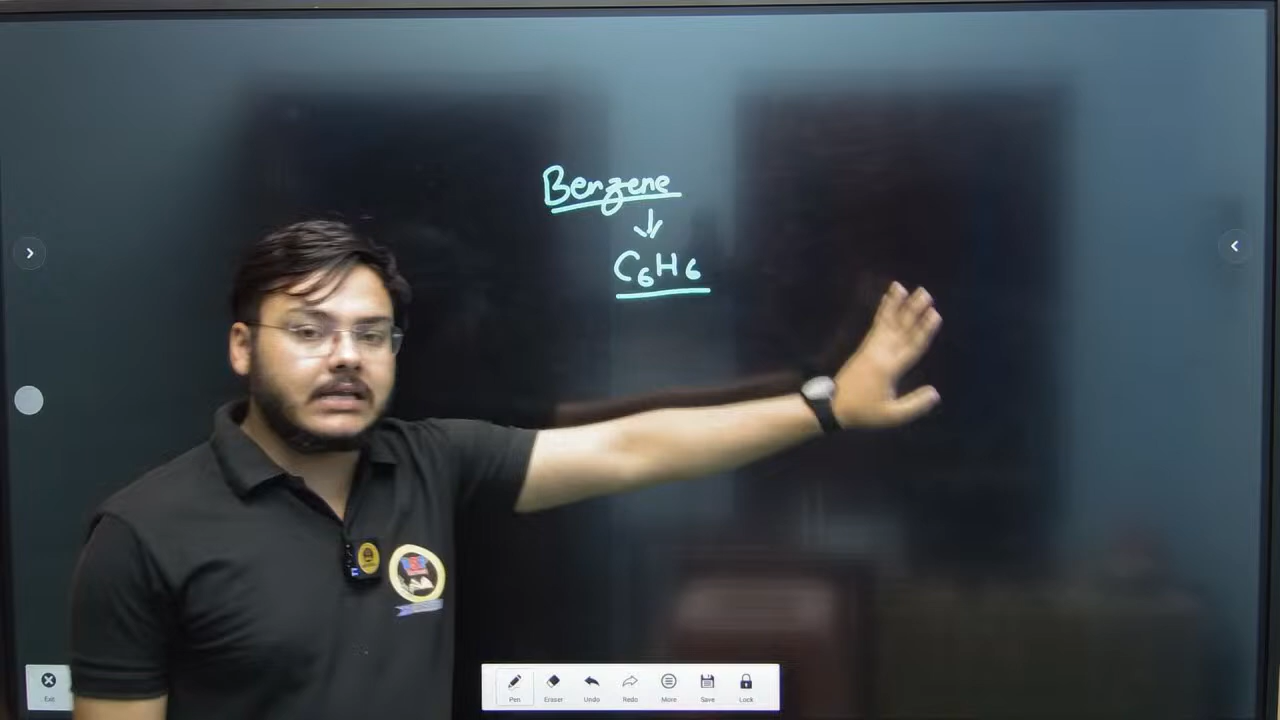 Benzene
↓
C₆H₆
Exit
Pen Eraser Undo Redo More Save Lock